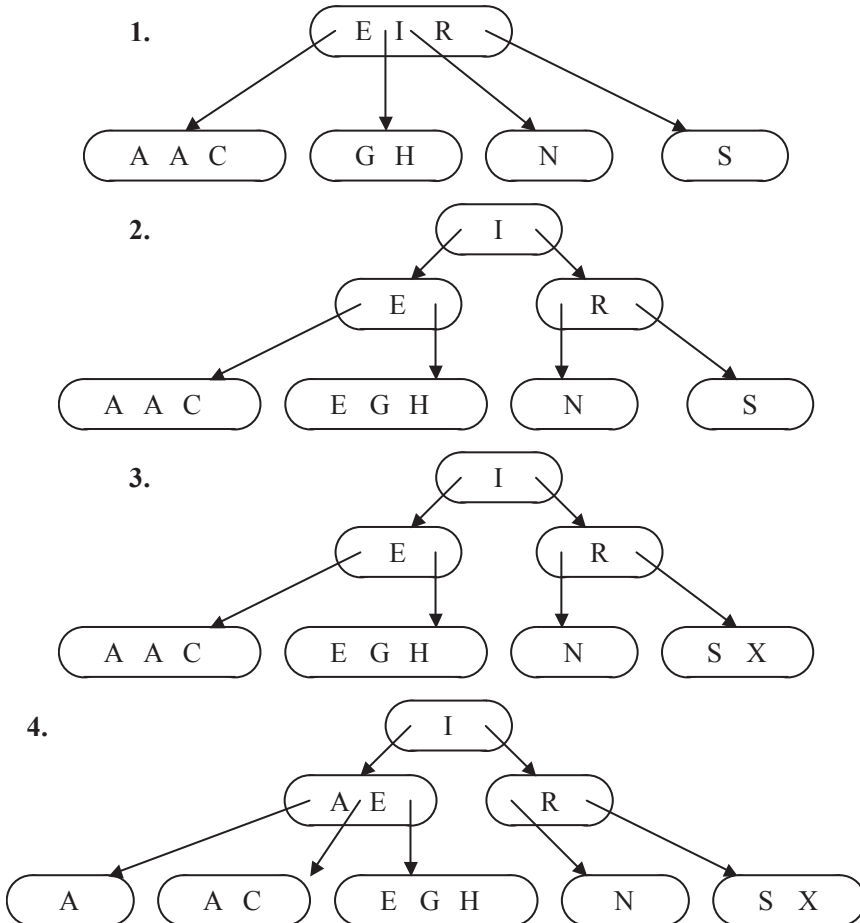 1. E I R
A A C G H N S
2. I
E R
A A C E G H N S
3. I
E R
A A C E G H N S X
4. I
A E R
A A C E G H N S X